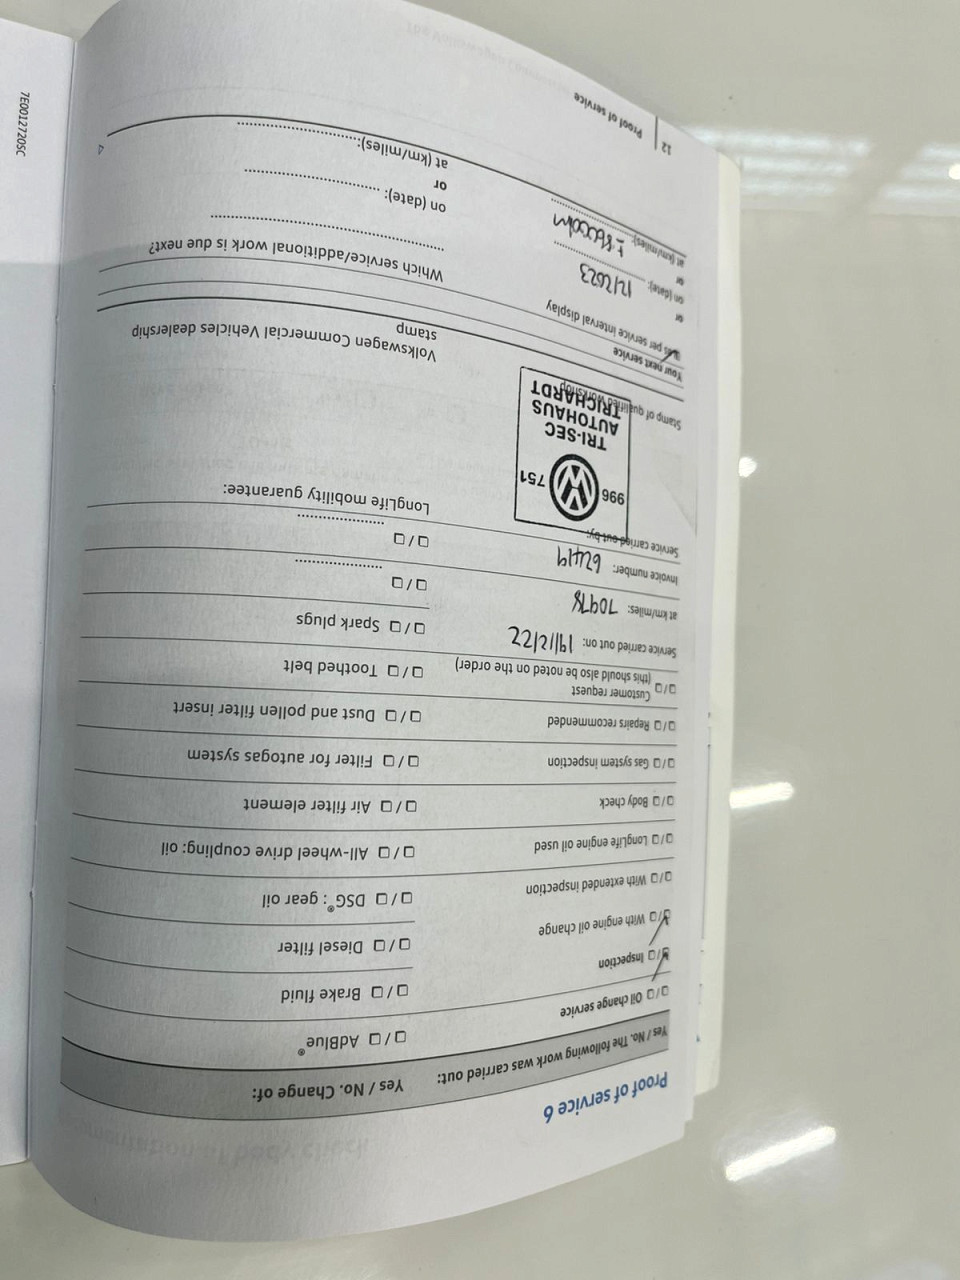 Proof of service 6
Yes / No. The following work was carried out:
❏ / ❏ Oil change service
❏ / ❏ Inspection
❏ / ❏ With engine oil change
❏ / ❏ With extended inspection
❏ / ❏ LongLife engine oil used
❏ / ❏ Body check
❏ / ❏ Gas system inspection
❏ / ❏ Repairs recommended
❏ / ❏ Customer request
(this should also be noted on the order)
Service carried out on: 19/12/22
at km/miles: 70978
Invoice number: 62419
Service carried out by:
996 751
TRI-SEC
AUTOHAUS
TRICHARDT
Stamp of qualified workshop
Your next service
❏ as per service interval display
or
on (date): 12/2023
or
at (km/miles):
Yes / No. Change of:
❏ / ❏ AdBlue®
❏ / ❏ Brake fluid
❏ / ❏ Diesel filter
❏ / ❏ DSG®: gear oil
❏ / ❏ All-wheel drive coupling: oil
❏ / ❏ Air filter element
❏ / ❏ Filter for autogas system
❏ / ❏ Dust and pollen filter insert
❏ / ❏ Toothed belt
❏ / ❏ Spark plugs
❏ / ❏
❏ / ❏
LongLife mobility guarantee:
Volkswagen Commercial Vehicles dealership
stamp
Which service/additional work is due next?
on (date):
or
at (km/miles):
12 Proof of service
7E0012720SC